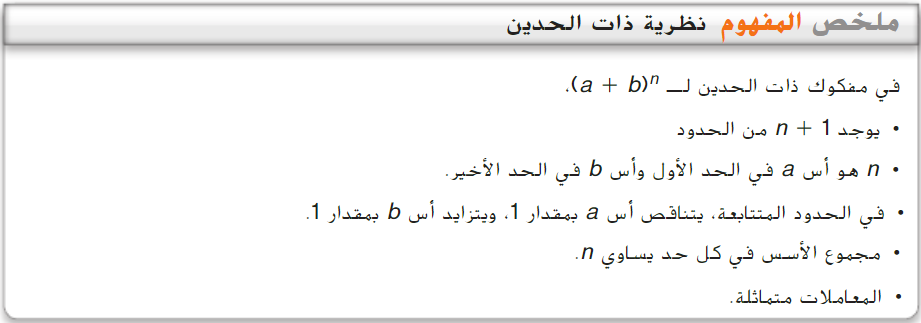 ملخص المفهوم نظرية ذات الحدين
في مفكوك ذات الحدين لـ (a + b)ⁿ،
• يوجد n + 1 من الحدود
• n هو أس a في الحد الأول وأس b في الحد الأخير.
• في الحدود المتتابعة، يتناقص أس a بمقدار 1، ويتزايد أس b بمقدار 1.
• مجموع الأسس في كل حد يساوي n.
• المعاملات متماثلة.